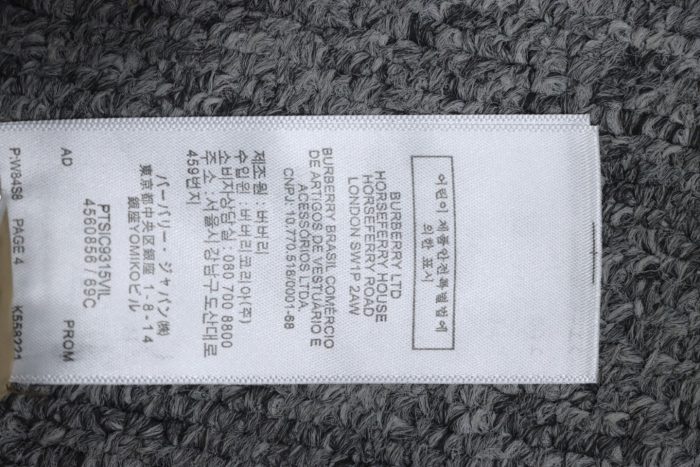 어린이 제품안전특별법에
의한 표시
BURBERRY LTD
HORSEFERRY HOUSE
HORSEFERRY ROAD
LONDON SW1P 2AW
BURBERRY BRASIL COMÉRCIO
DE ARTIGOS DE VESTUARIO E
ACESSÓRIOS LTDA.
CNPJ: 10.770.518/0001-68
제조원 : 버버리
수입원 : 버버리코리아(주)
소비자상담실 : 080 700 8800
주 소 : 서울시 강남구 도산대로
459번지
バーバリー・ジャパン㈱
東京都中央区銀座 1-8-14
銀座YOMIKOビル
PTSIC9315VIL
4560856 / 69C
AD PROM
P:W84S8 PAGE 4 K558221